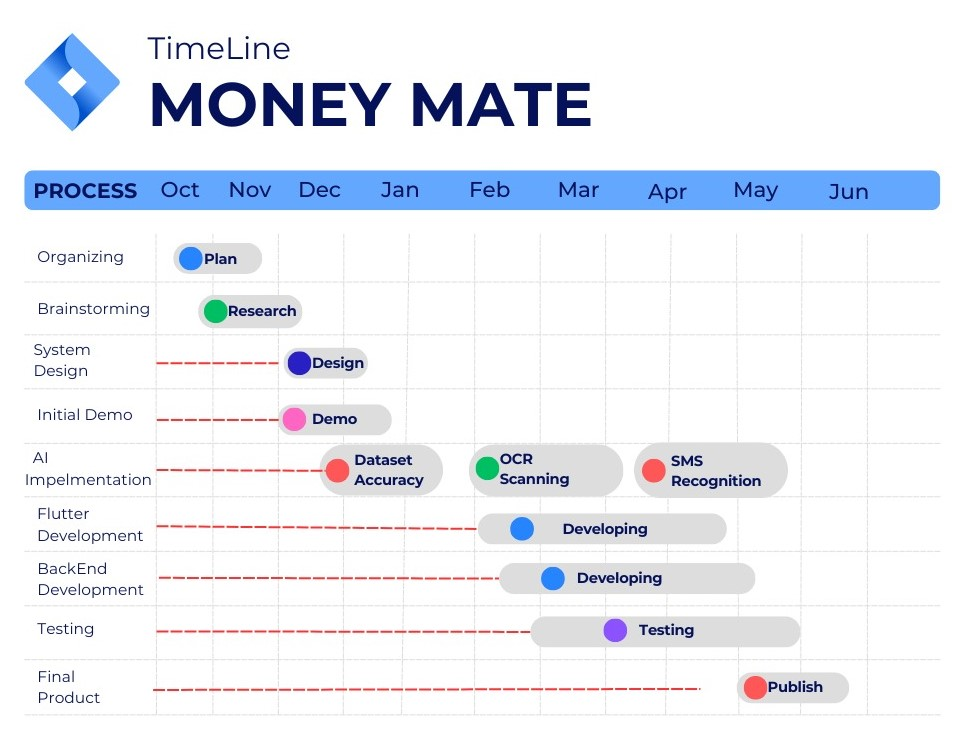 TimeLine
MONEY MATE
PROCESS Oct Nov Dec Jan Feb Mar Apr May Jun
Organizing
Plan
Brainstorming
Research
System
Design
Design
Initial Demo
Demo
AI
Impelmentation
Dataset
Accuracy
OCR
Scanning
SMS
Recognition
Flutter
Development
Developing
BackEnd
Development
Developing
Testing
Testing
Final
Product
Publish